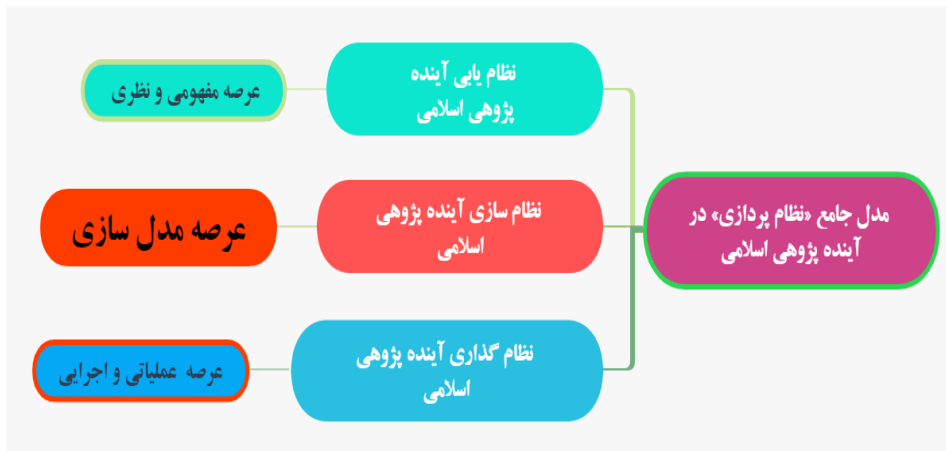 مدل جامع «نظام پردازی» در
آینده پژوهی اسلامی
نظام یابی آینده
پژوهی اسلامی
عرصه مفهومی و نظری
نظام سازی آینده پژوهی
اسلامی
عرصه مدل سازی
نظام گذاری آینده پژوهی
اسلامی
عرصه عملیاتی و اجرایی